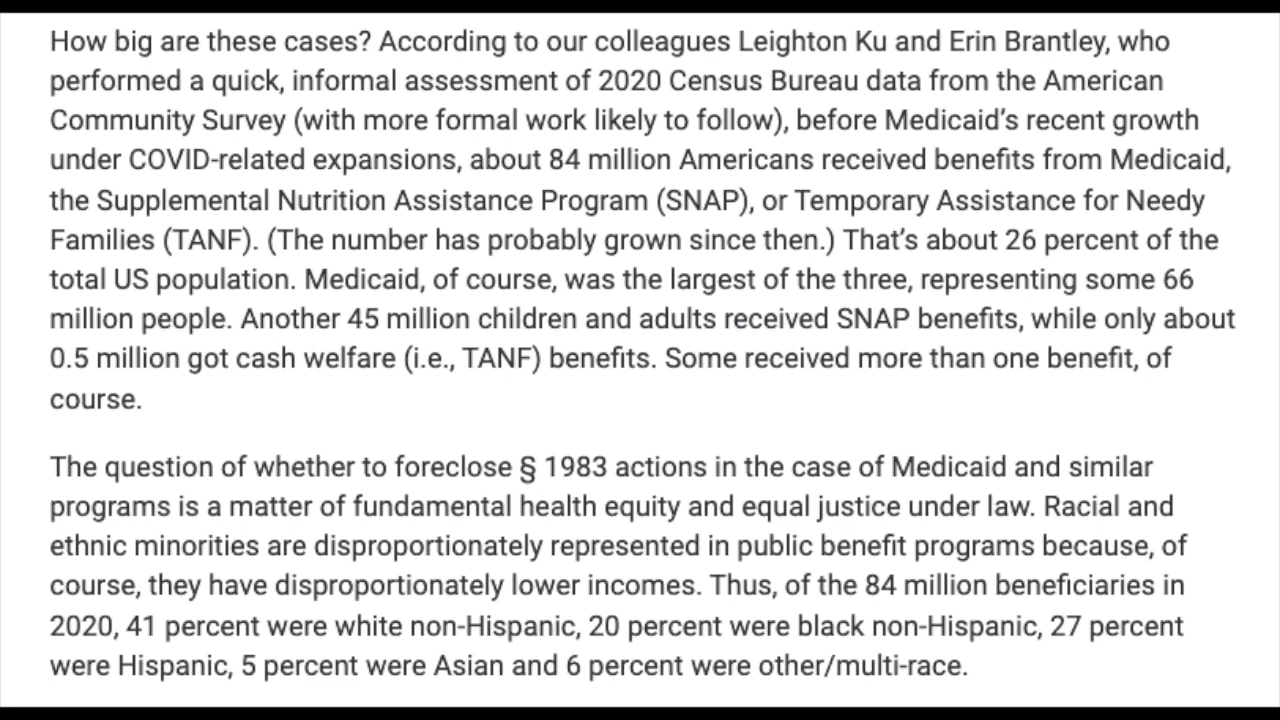 How big are these cases? According to our colleagues Leighton Ku and Erin Brantley, who
performed a quick, informal assessment of 2020 Census Bureau data from the American
Community Survey (with more formal work likely to follow), before Medicaid’s recent growth
under COVID-related expansions, about 84 million Americans received benefits from Medicaid,
the Supplemental Nutrition Assistance Program (SNAP), or Temporary Assistance for Needy
Families (TANF). (The number has probably grown since then.) That’s about 26 percent of the
total US population. Medicaid, of course, was the largest of the three, representing some 66
million people. Another 45 million children and adults received SNAP benefits, while only about
0.5 million got cash welfare (i.e., TANF) benefits. Some received more than one benefit, of
course.
The question of whether to foreclose § 1983 actions in the case of Medicaid and similar
programs is a matter of fundamental health equity and equal justice under law. Racial and
ethnic minorities are disproportionately represented in public benefit programs because, of
course, they have disproportionately lower incomes. Thus, of the 84 million beneficiaries in
2020, 41 percent were white non-Hispanic, 20 percent were black non-Hispanic, 27 percent
were Hispanic, 5 percent were Asian and 6 percent were other/multi-race.